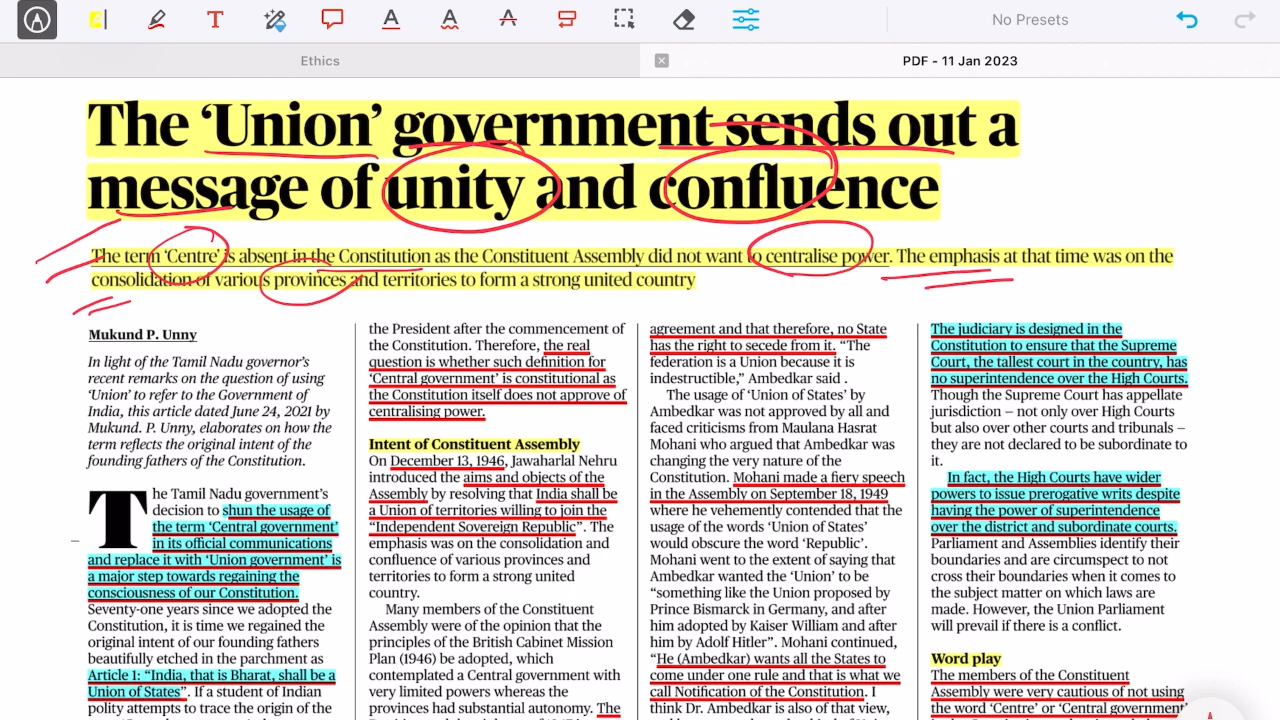 No Presets
Ethics
PDF - 11 Jan 2023
The ‘Union’ government sends out a
message of unity and confluence
The term ‘Centre’ is absent in the Constitution as the Constituent Assembly did not want to centralise power. The emphasis at that time was on the
consolidation of various provinces and territories to form a strong united country
Mukund P. Unny
In light of the Tamil Nadu governor’s
recent remarks on the question of using
‘Union’ to refer to the Government of
India, this article dated June 24, 2021 by
Mukund. P. Unny, elaborates on how the
term reflects the original intent of the
founding fathers of the Constitution.
The Tamil Nadu government’s
decision to shun the usage of
the term ‘Central government’
in its official communications
and replace it with ‘Union government’ is
a major step towards regaining the
consciousness of our Constitution.
Seventy-one years since we adopted the
Constitution, it is time we regained the
original intent of our founding fathers
beautifully etched in the parchment as
Article 1: “India, that is Bharat, shall be a
Union of States”. If a student of Indian
polity attempts to trace the origin of the
the President after the commencement of
the Constitution. Therefore, the real
question is whether such definition for
‘Central government’ is constitutional as
the Constitution itself does not approve of
centralising power.
Intent of Constituent Assembly
On December 13, 1946, Jawaharlal Nehru
introduced the aims and objects of the
Assembly by resolving that India shall be
a Union of territories willing to join the
“Independent Sovereign Republic”. The
emphasis was on the consolidation and
confluence of various provinces and
territories to form a strong united
country.
Many members of the Constituent
Assembly were of the opinion that the
principles of the British Cabinet Mission
Plan (1946) be adopted, which
contemplated a Central government with
very limited powers whereas the
provinces had substantial autonomy. The
agreement and that therefore, no State
has the right to secede from it. “The
federation is a Union because it is
indestructible,” Ambedkar said .
The usage of ‘Union of States’ by
Ambedkar was not approved by all and
faced criticisms from Maulana Hasrat
Mohani who argued that Ambedkar was
changing the very nature of the
Constitution. Mohani made a fiery speech
in the Assembly on September 18, 1949
where he vehemently contended that the
usage of the words ‘Union of States’
would obscure the word ‘Republic’.
Mohani went to the extent of saying that
Ambedkar wanted the ‘Union’ to be
“something like the Union proposed by
Prince Bismarck in Germany, and after
him adopted by Kaiser William and after
him by Adolf Hitler”. Mohani continued,
“He (Ambedkar) wants all the States to
come under one rule and that is what we
call Notification of the Constitution. I
think Dr. Ambedkar is also of that view,
The judiciary is designed in the
Constitution to ensure that the Supreme
Court, the tallest court in the country, has
no superintendence over the High Courts.
Though the Supreme Court has appellate
jurisdiction — not only over High Courts
but also over other courts and tribunals —
they are not declared to be subordinate to
it.
In fact, the High Courts have wider
powers to issue prerogative writs despite
having the power of superintendence
over the district and subordinate courts.
Parliament and Assemblies identify their
boundaries and are circumspect to not
cross their boundaries when it comes to
the subject matter on which laws are
made. However, the Union Parliament
will prevail if there is a conflict.
Word play
The members of the Constituent
Assembly were very cautious of not using
the word ‘Centre’ or ‘Central government’